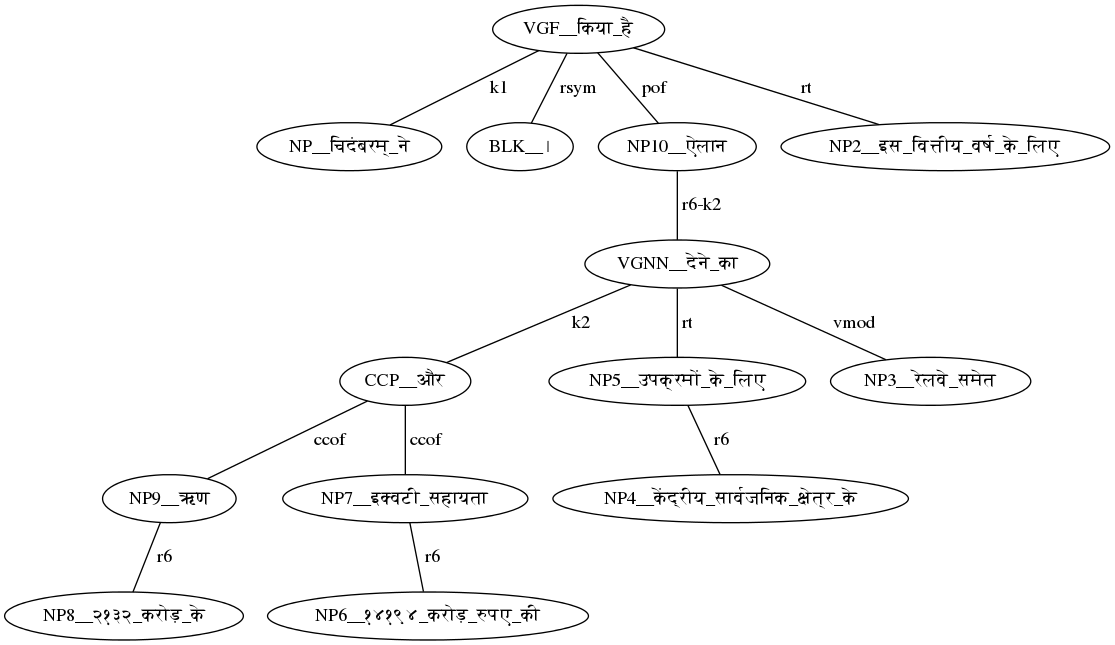 VGF__किया_है
k1
rsym
pof
rt
NP__चिदंबरम्_ने
BLK__।
NP10__ऐलान
NP2__इस_वित्तीय_वर्ष_के_लिए
r6-k2
VGNN__देने_का
k2
rt
vmod
CCP__और
NP5__उपक्रमों_के_लिए
NP3__रेलवे_समेत
ccof
ccof
r6
NP9__ऋण
NP7__इक्वटी_सहायता
NP4__केंद्रीय_सार्वजनिक_क्षेत्र_के
r6
r6
NP8__२१३२_करोड़_के
NP6__१४१९४_करोड़_रुपए_की